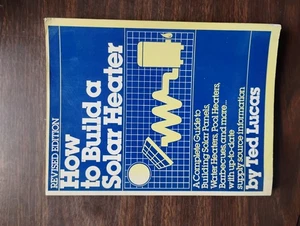 REVISED EDITION
How
to Build a
Solar Heater
A Complete Guide to
Building Solar Panels,
Water Heaters, Pool Heaters,
Barbecues, and more...
with up-to-date
supply source information
by Ted Lucas